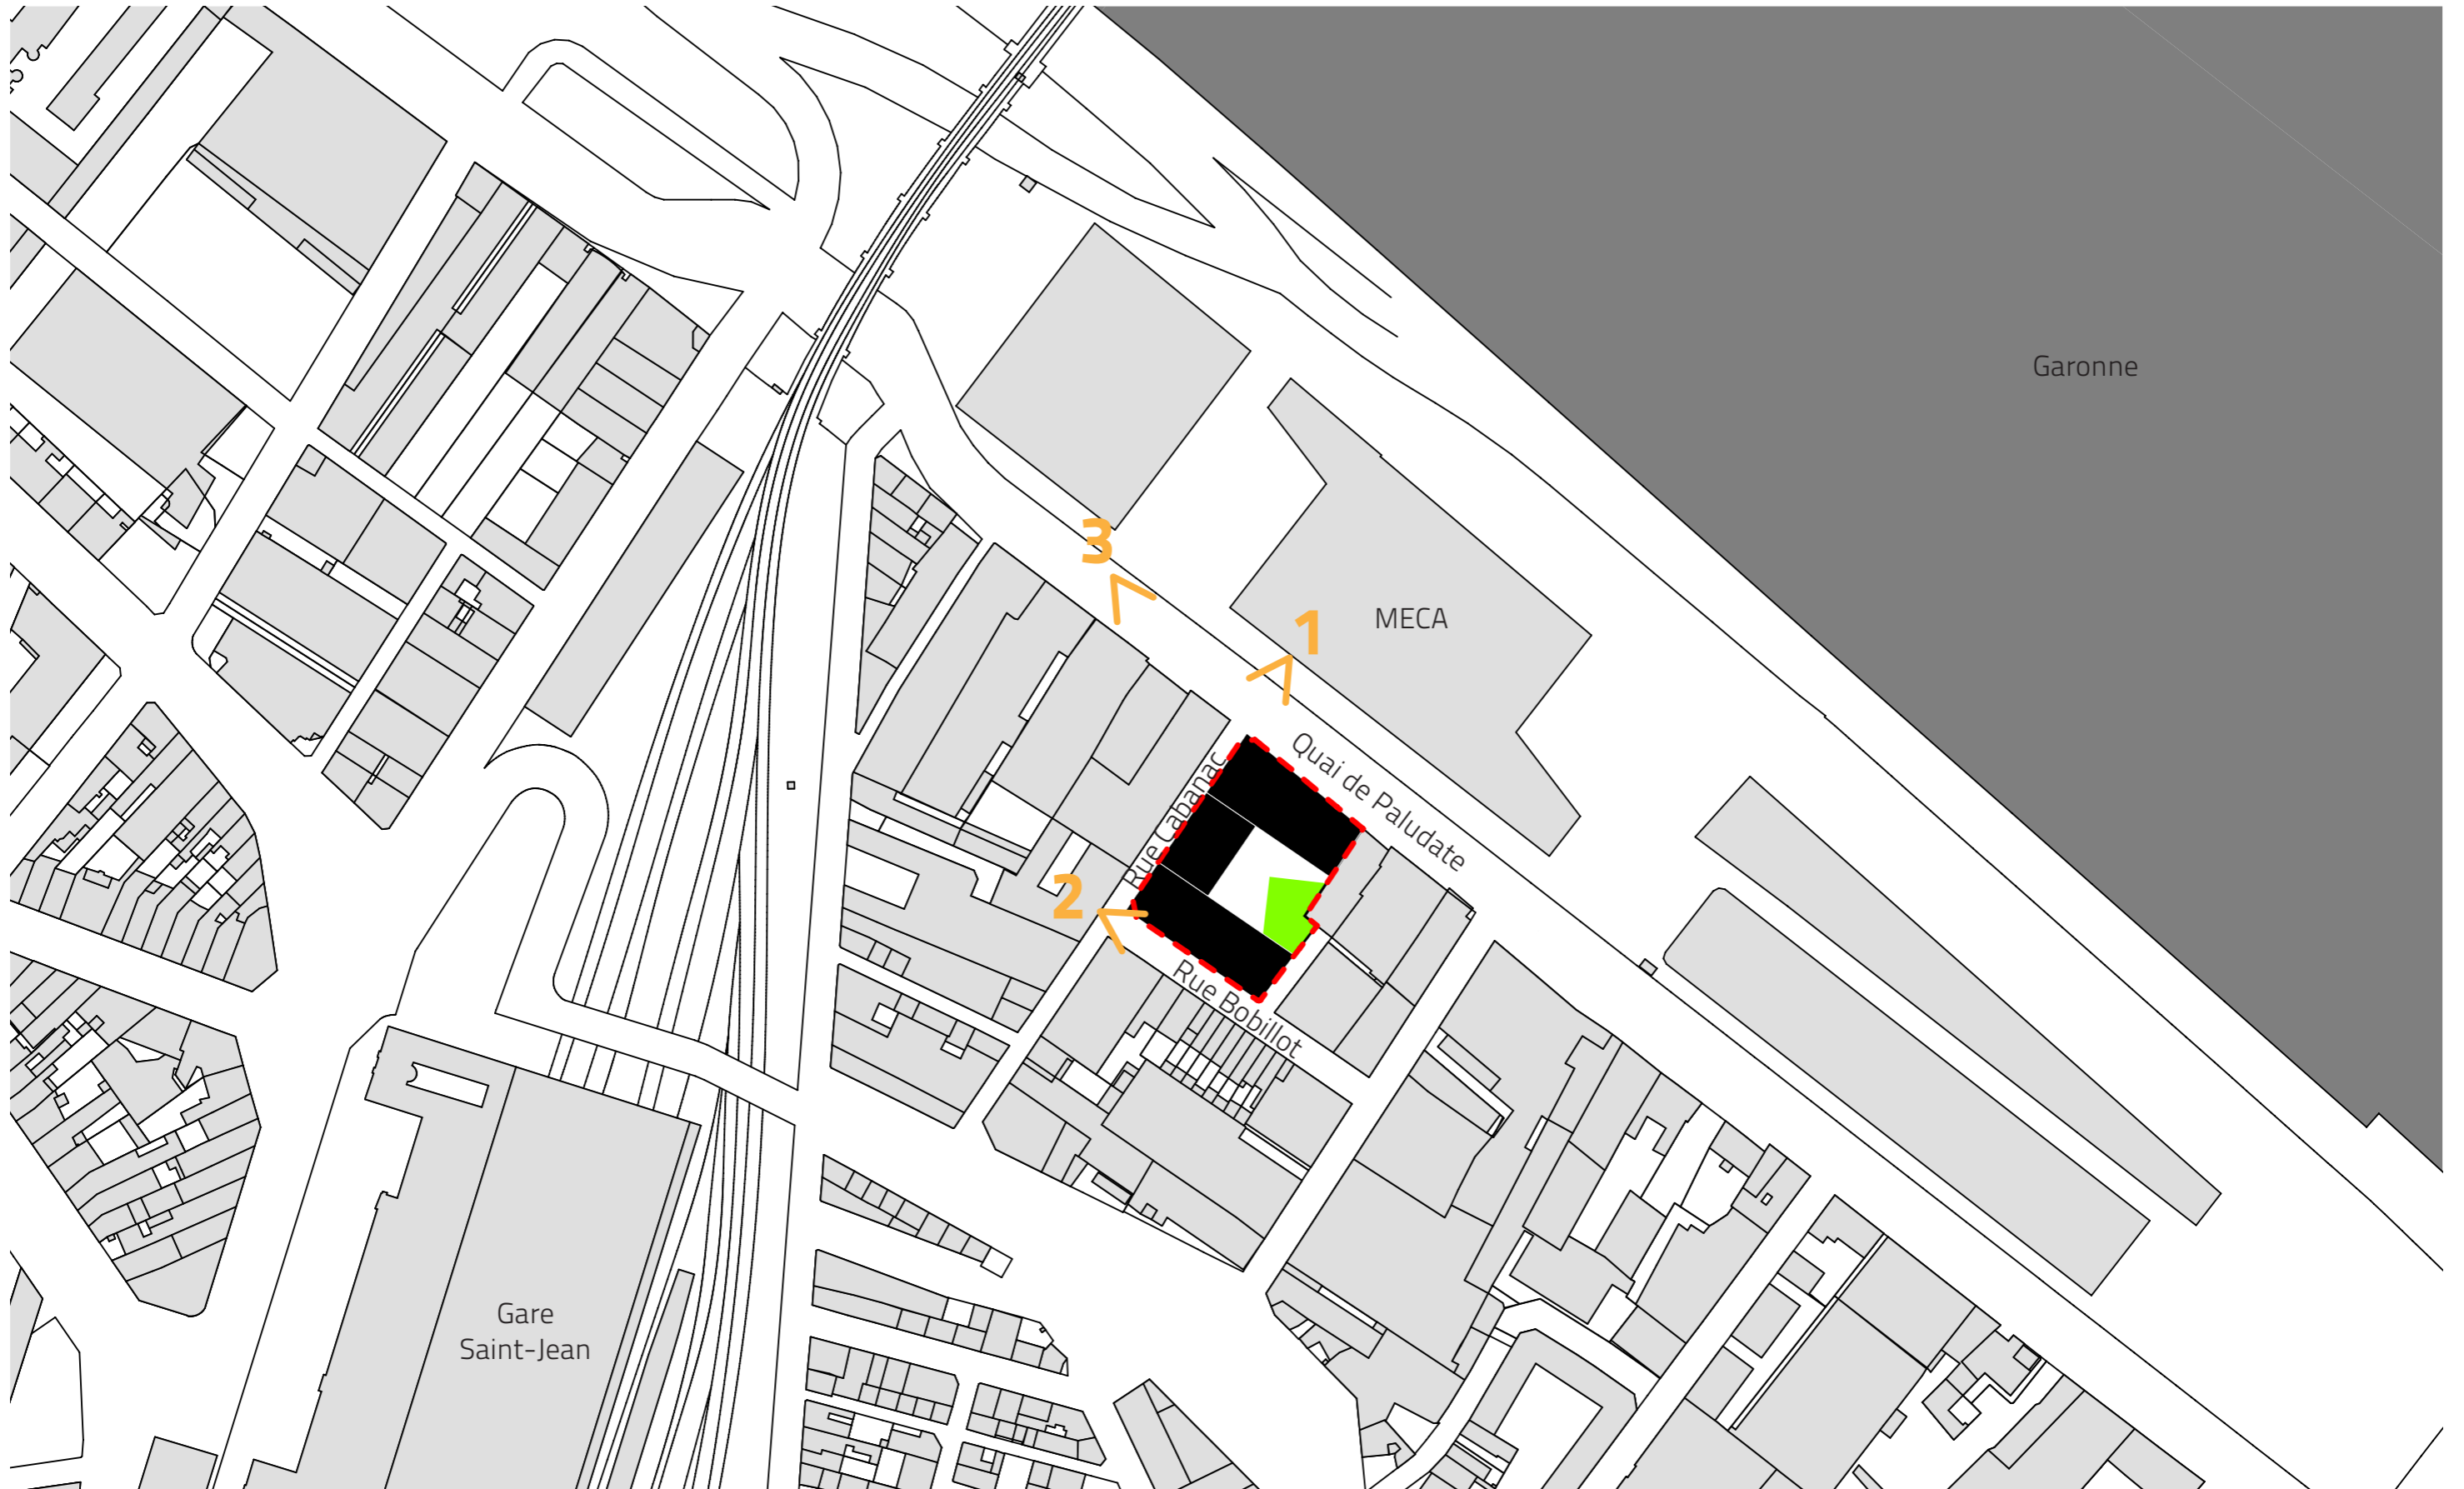 Garonne
3
1
MECA
Quai de Paludate
Rue Cabanac
2
Rue Bobillot
Gare
Saint-Jean